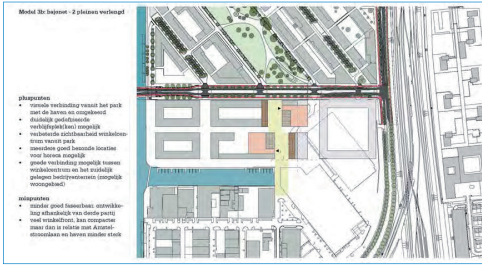 Model 3b: bajonet - 2 pleinen verlengd
pluspunten
• visuele verbinding vanuit het park
met de haven en omgekeerd
• duidelijk gedefinieerde
verblijfsplek(ken) mogelijk
• verbeterde zichtbaarheid winkelcen-
trum vanuit park
• meerdere goed bezonde locaties
voor horeca mogelijk
• goede verbinding mogelijk tussen
winkelcentrum en het zuidelijk
gelegen bedrijventerrein (mogelijk
woongebied)
minpunten
• minder goed faseerbaar, ontwikke-
ling afhankelijk van derde partij
• veel winkelfront, kan compacter
maar dan is relatie met Amstel-
stroomlaan en haven minder sterk